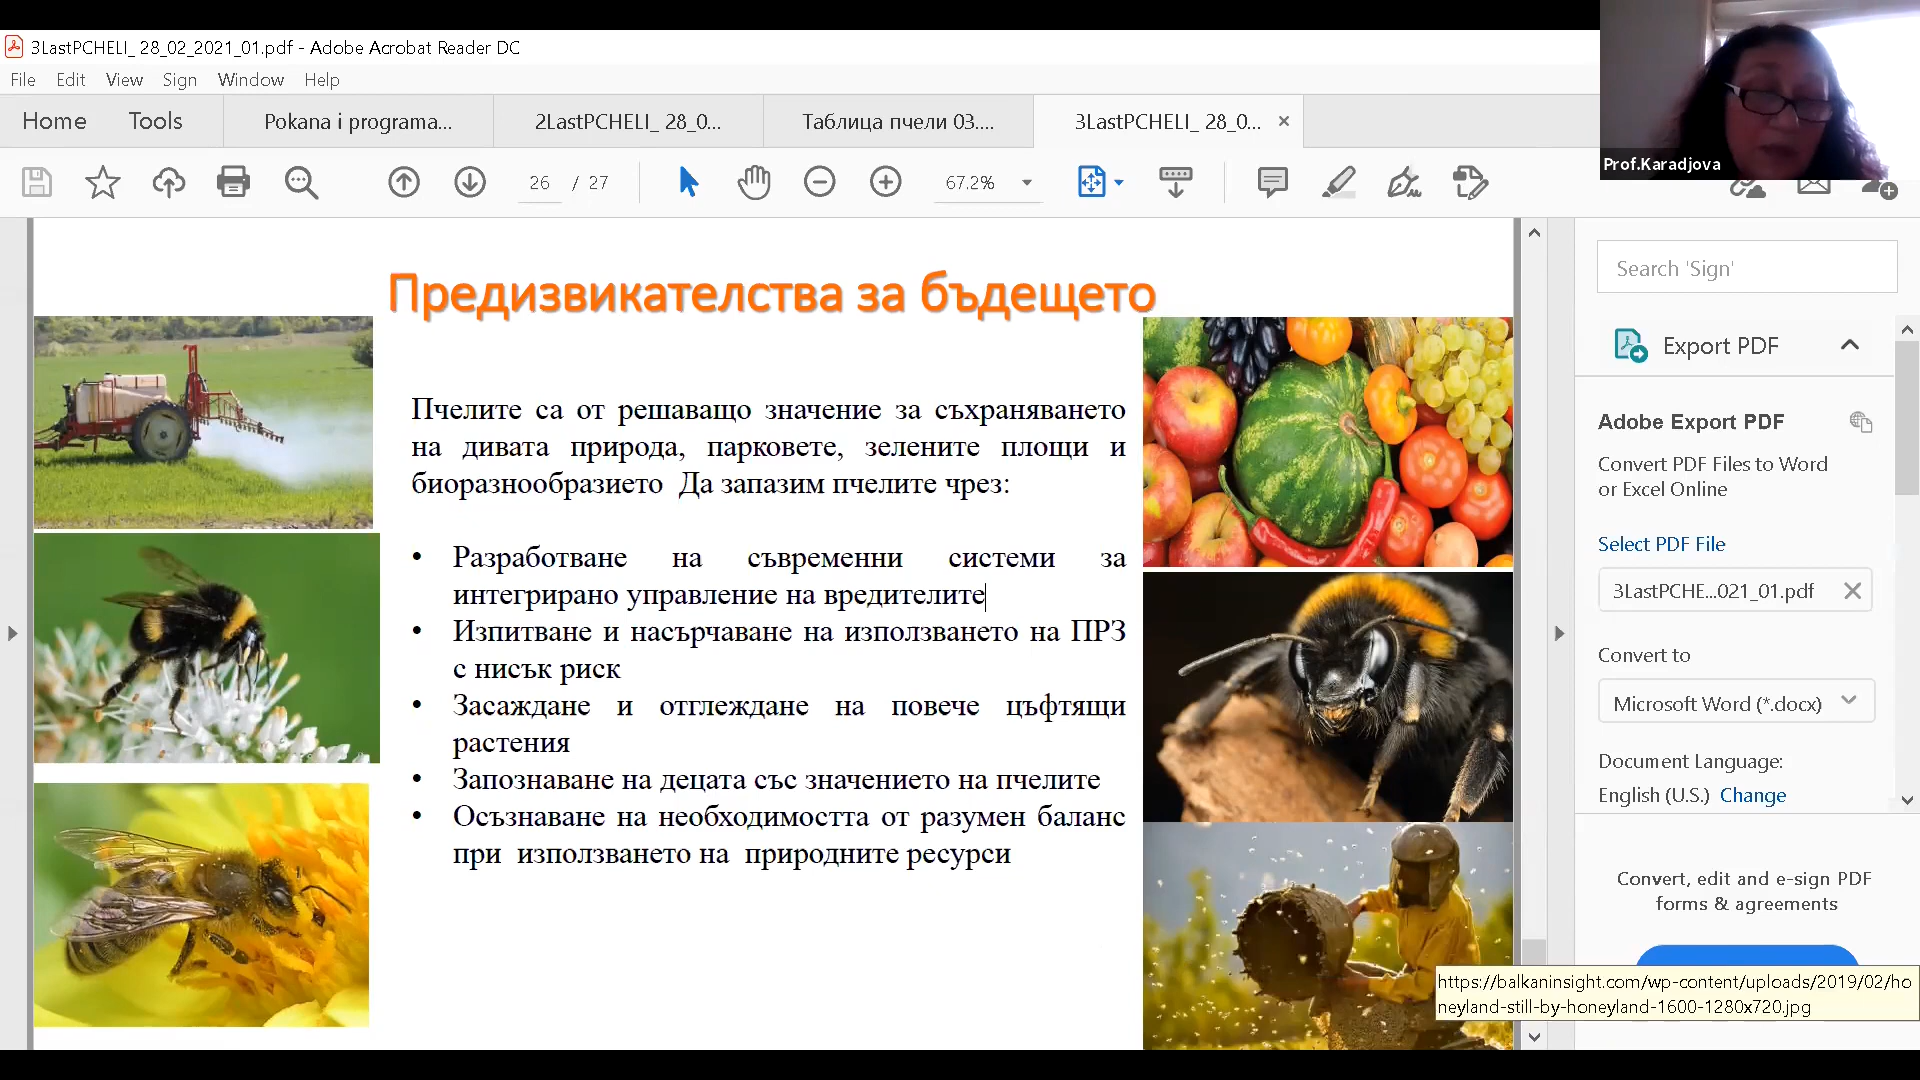 3LastPCHELI_ 28_02_2021_01.pdf - Adobe Acrobat Reader DC
File Edit View Sign Window Help
Home Tools Pokana i programa... 2LastPCHELI_ 28_0... Таблица пчели 03.... 3LastPCHELI_ 28_0... ×
Prof.Karadjova
26 / 27 67.2%
Предизвикателства за бъдещето
Пчелите са от решаващо значение за съхраняването
на дивата природа, парковете, зелените площи и
биоразнообразието Да запазим пчелите чрез:
• Разработване на съвременни системи за
интегрирано управление на вредителите
• Изпитване и насърчаване на използването на ПРЗ
с нисък риск
• Засаждане и отглеждане на повече цъфтящи
растения
• Запознаване на децата със значението на пчелите
• Осъзнаване на необходимостта от разумен баланс
при използването на природните ресурси
Search 'Sign'
Export PDF
Adobe Export PDF
Convert PDF Files to Word
or Excel Online
Select PDF File
3LastPCHE...021_01.pdf
Convert to
Microsoft Word (*.docx)
Document Language:
English (U.S.) Change
Convert, edit and e-sign PDF
forms & agreements
https://balkaninsight.com/wp-content/uploads/2019/02/ho
neyland-still-by-honeyland-1600-1280x720.jpg